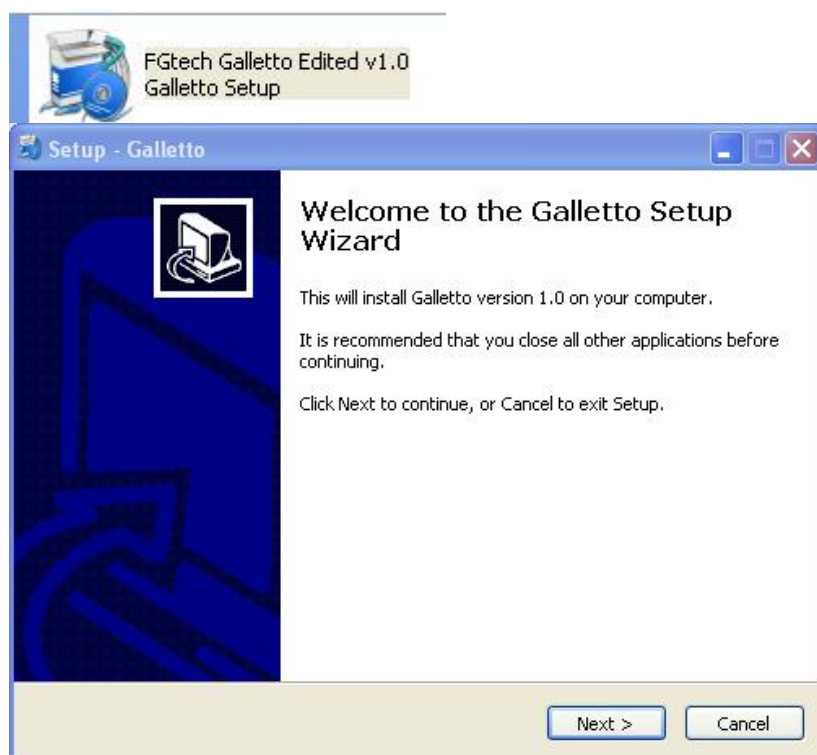 FGtech Galletto Edited v1.0
Galletto Setup
Setup - Galletto
Welcome to the Galletto Setup
Wizard
This will install Galletto version 1.0 on your computer.
It is recommended that you close all other applications before
continuing.
Click Next to continue, or Cancel to exit Setup.
Next >
Cancel